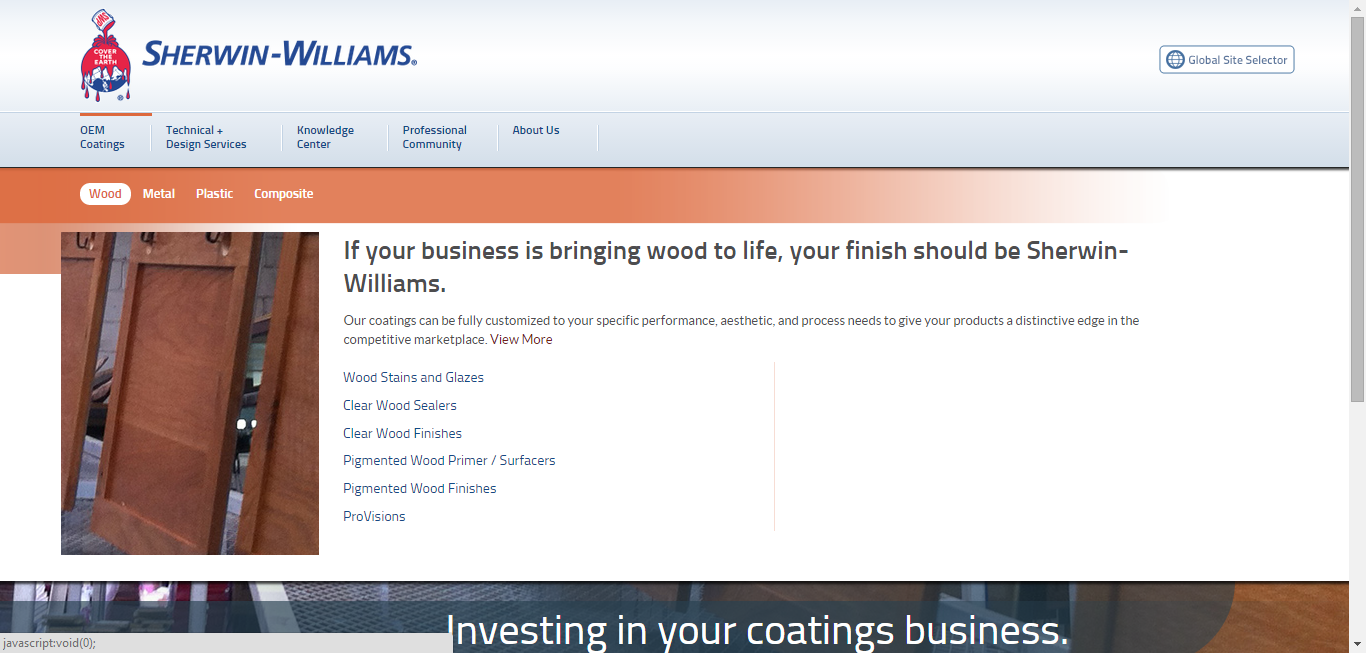 SWP
COVER
THE
EARTH
®
SHERWIN-WILLIAMS®
Global Site Selector
OEM
Coatings
Technical +
Design Services
Knowledge
Center
Professional
Community
About Us
Wood
Metal
Plastic
Composite
If your business is bringing wood to life, your finish should be Sherwin-
Williams.
Our coatings can be fully customized to your specific performance, aesthetic, and process needs to give your products a distinctive edge in the
competitive marketplace. View More
Wood Stains and Glazes
Clear Wood Sealers
Clear Wood Finishes
Pigmented Wood Primer / Surfacers
Pigmented Wood Finishes
ProVisions
Investing in your coatings business.
javascript:void(0);